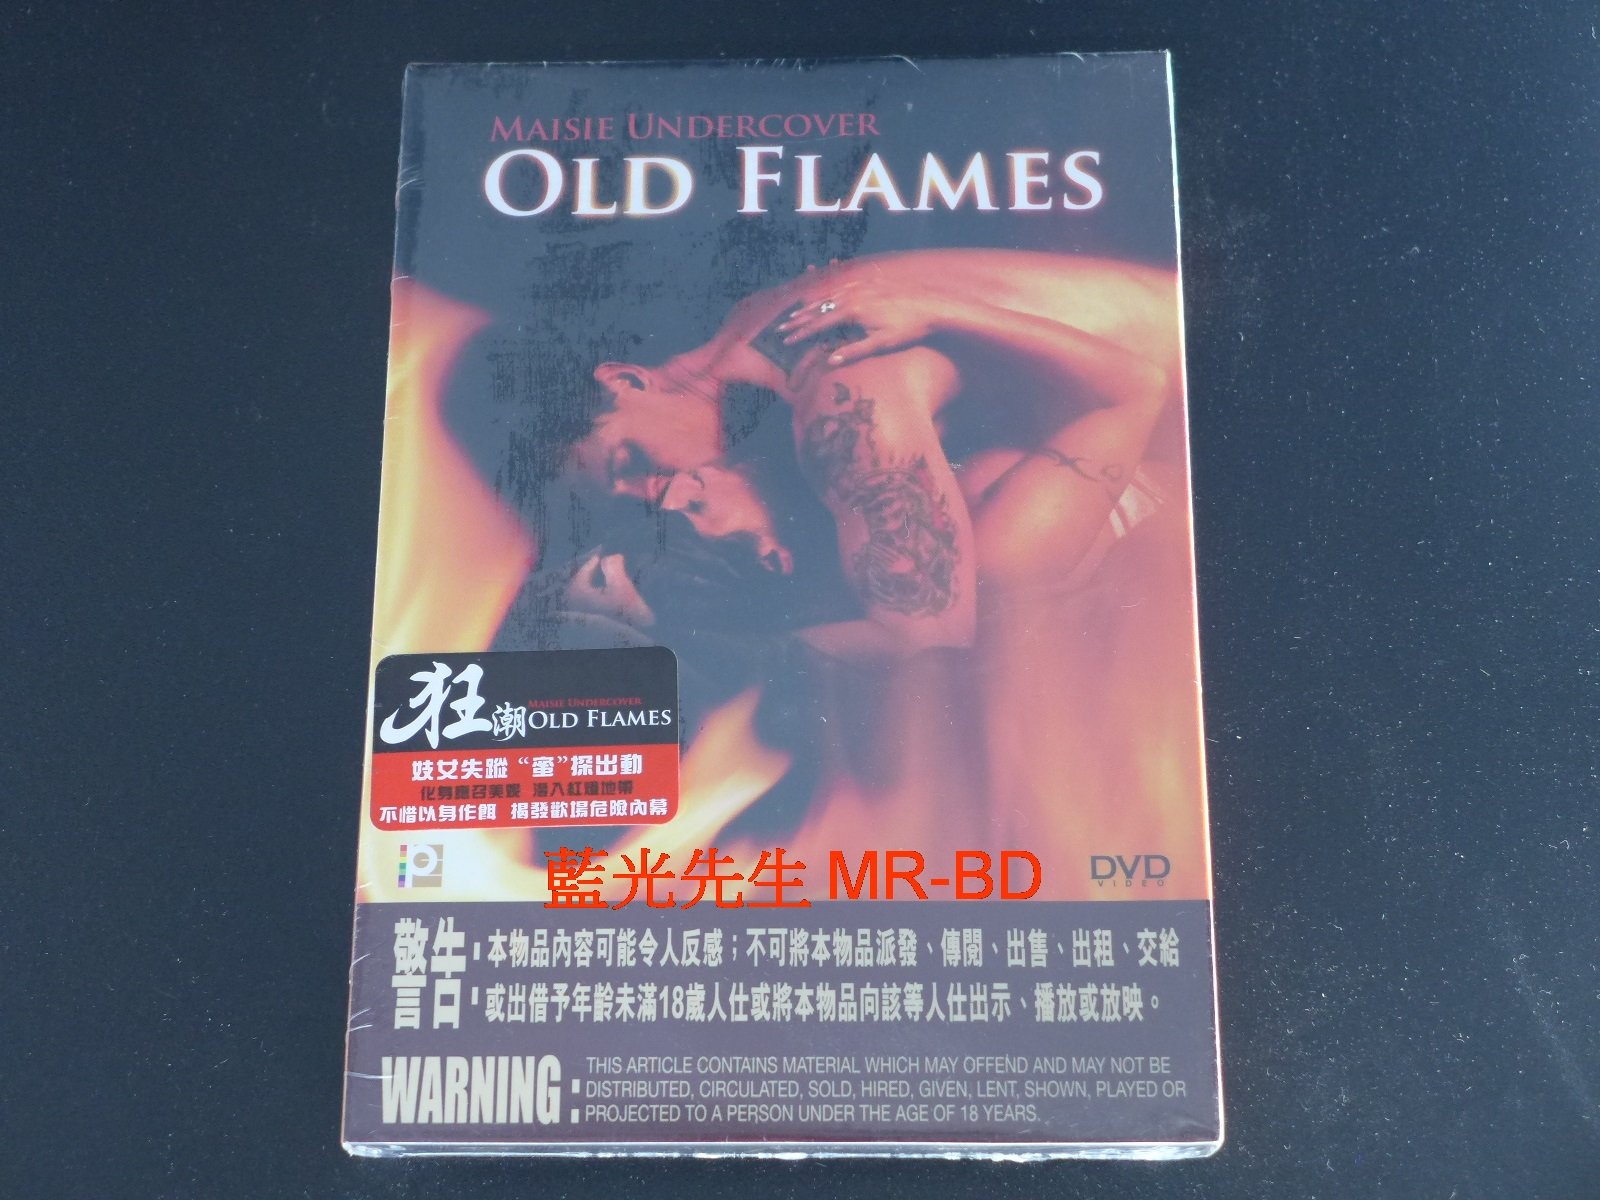 MAISIE UNDERCOVER
OLD FLAMES
狂潮 MAISIE UNDERCOVER
OLD FLAMES
妓女失蹤 “蜜”探出動
化身應召美媛 潛入紅燈地帶
不惜以身作餌 揭發歡場危險內幕
藍光先生 MR-BD
DVD
VIDEO
警告：本物品內容可能令人反感；不可將本物品派發、傳閱、出售、出租、交給
或出借予年齡未滿18歲人仕或將本物品向該等人仕出示、播放或放映。
WARNING: THIS ARTICLE CONTAINS MATERIAL WHICH MAY OFFEND AND MAY NOT BE
DISTRIBUTED, CIRCULATED, SOLD, HIRED, GIVEN, LENT, SHOWN, PLAYED OR
PROJECTED TO A PERSON UNDER THE AGE OF 18 YEARS.